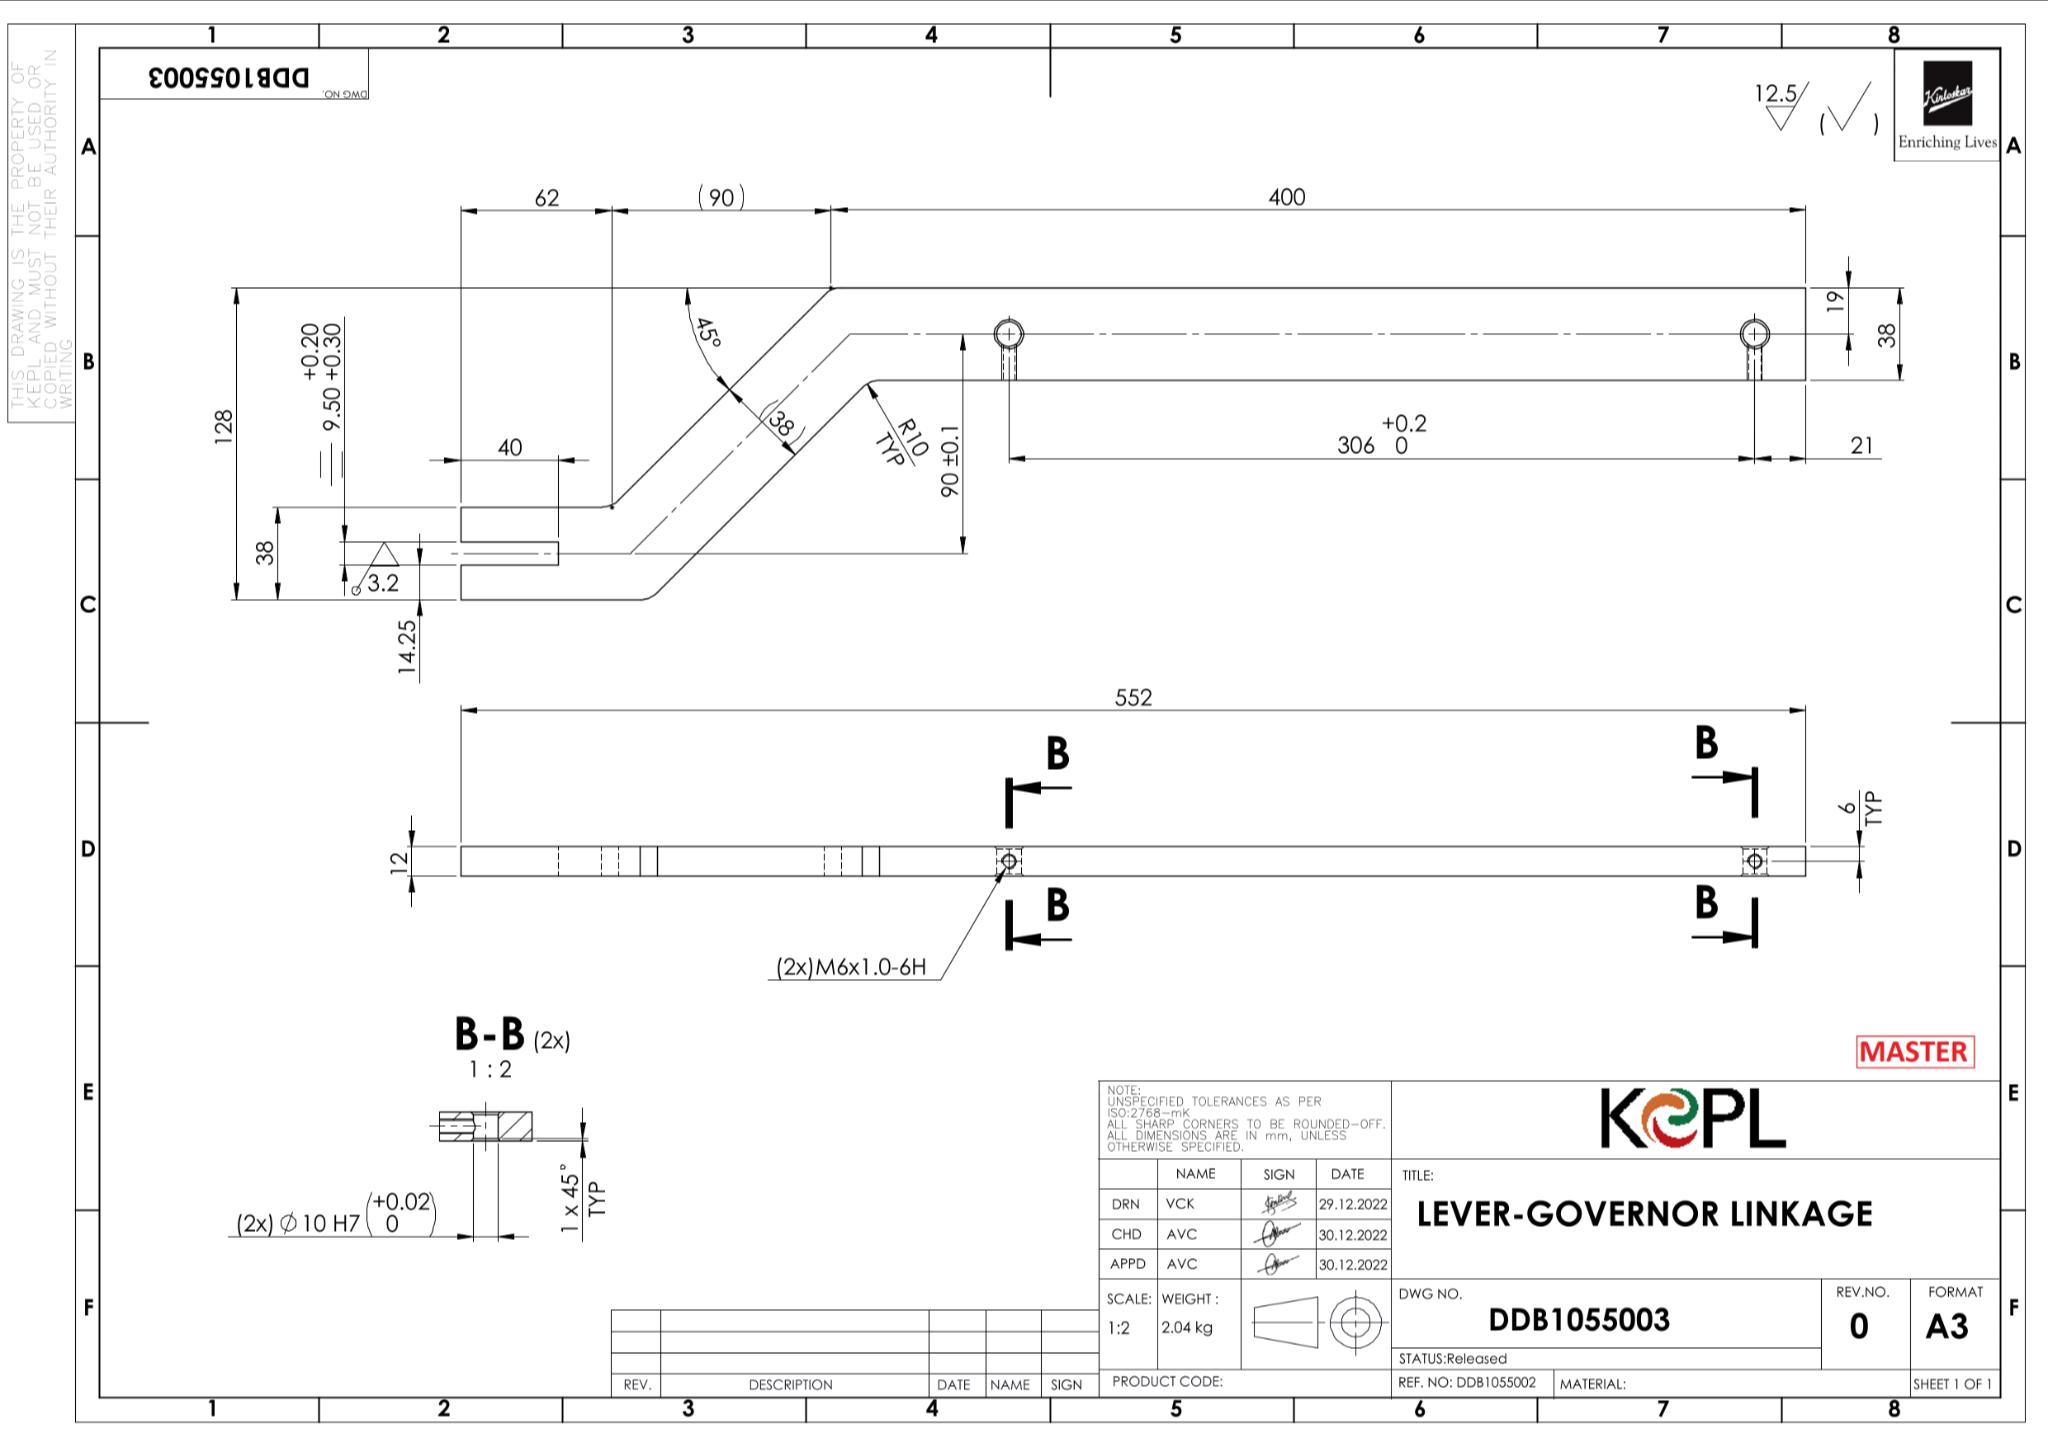 1 2 3 4 5 6 7 8
THIS DRAWING IS THE PROPERTY OF
KEPL AND MUST NOT BE USED OR
COPIED WITHOUT THEIR AUTHORITY IN
WRITING
DWG NO.
DDB1055003
12.5
( )
Kirloskar
Enriching Lives
A
A
62
(90)
400
B
B
45°
19
38
+0.20
9.50 +0.30
128
(38)
R10
TYP
90 ±0.1
+0.2
306 0
21
40
38
3.2
C
C
14.25
552
B
B
6
TYP
D
D
12
B
B
(2x)M6x1.0-6H
B-B (2x)
1 : 2
MASTER
E
E
1 x 45°
TYP
(2x) Ø 10 H7 (+0.02
0)
NOTE:
UNSPECIFIED TOLERANCES AS PER
ISO:2768-mK
ALL SHARP CORNERS TO BE ROUNDED-OFF.
ALL DIMENSIONS ARE IN mm, UNLESS
OTHERWISE SPECIFIED.
KEPL
NAME SIGN DATE
DRN VCK 29.12.2022
CHD AVC 30.12.2022
APPD AVC 30.12.2022
TITLE:
LEVER-GOVERNOR LINKAGE
F
F
SCALE: WEIGHT :
1:2 2.04 kg
DWG NO.
DDB1055003
REV.NO.
0
FORMAT
A3
STATUS:Released
REV. DESCRIPTION DATE NAME SIGN
PRODUCT CODE:
REF. NO: DDB1055002
MATERIAL:
SHEET 1 OF 1
1 2 3 4 5 6 7 8